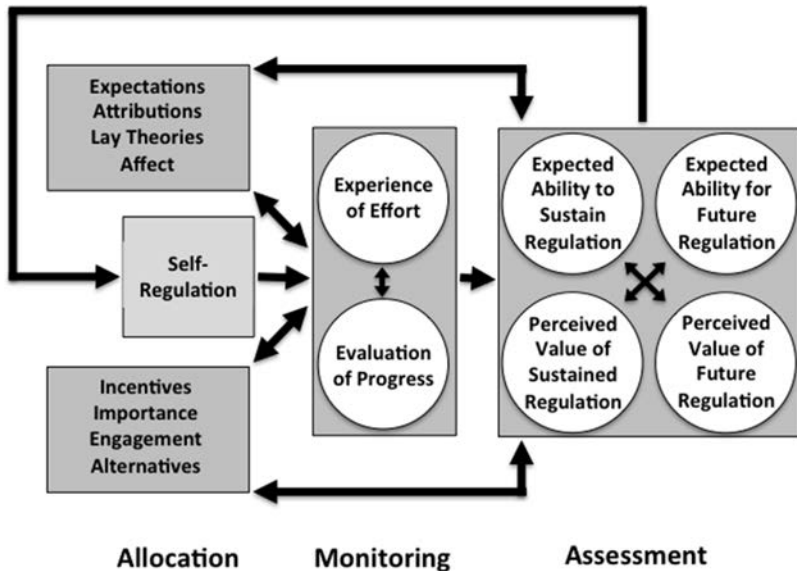 Expectations
Attributions
Lay Theories
Affect
Self-
Regulation
Incentives
Importance
Engagement
Alternatives
Experience
of Effort
Evaluation
of Progress
Expected
Ability to
Sustain
Regulation
Expected
Ability for
Future
Regulation
Perceived
Value of
Sustained
Regulation
Perceived
Value of
Future
Regulation
Allocation
Monitoring
Assessment